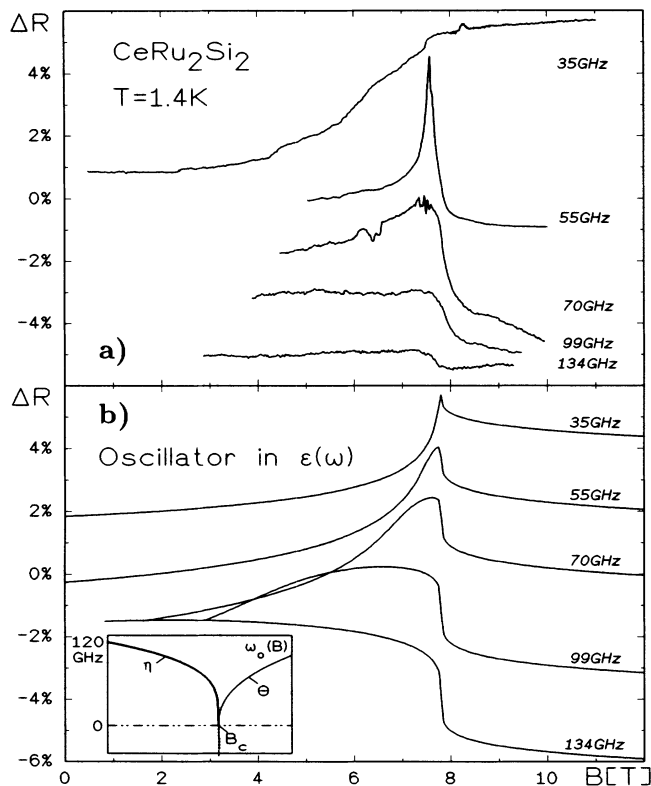 ΔR
CeRu₂Si₂
T=1.4K
4%
2%
0%
-2%
-4%
35GHz
55GHz
70GHz
99GHz
134GHz
a)
ΔR
b)
Oscillator in ε(ω)
4%
2%
0%
-2%
-4%
-6%
35GHz
55GHz
70GHz
99GHz
134GHz
120
GHz
0
η
ω₀(B)
Θ
B_c
0 2 4 6 8 10 B[T]